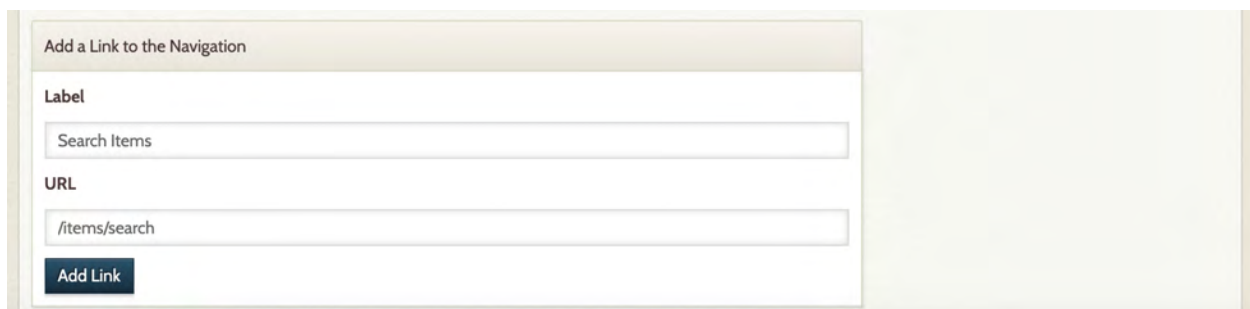 Add a Link to the Navigation
Label
Search Items
URL
/items/search
Add Link